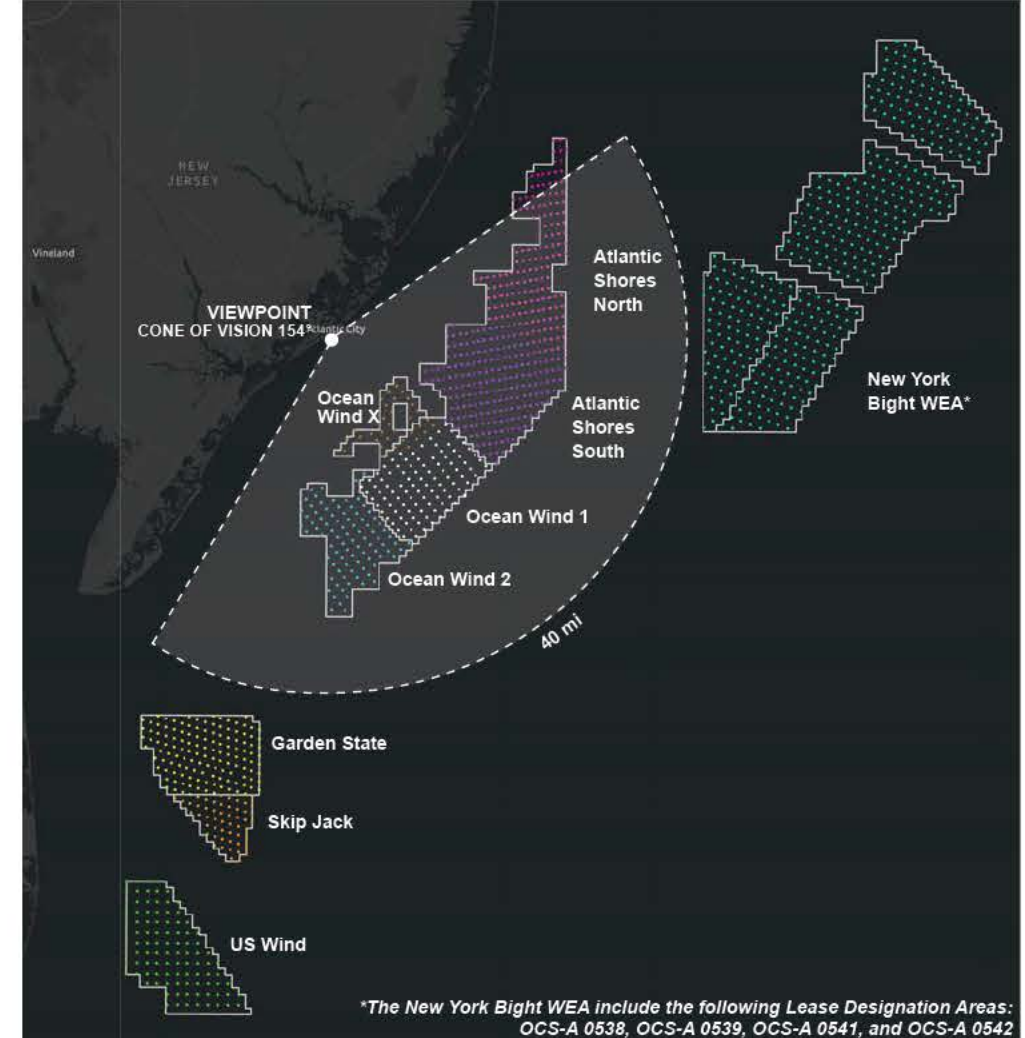 NEW
JERSEY
Vineland
VIEWPOINT
CONE OF VISION 154°
Atlantic City
Atlantic
Shores
North
Ocean
Wind X
Atlantic
Shores
South
New York
Bight WEA*
Ocean Wind 1
Ocean Wind 2
40 mi
Garden State
Skip Jack
US Wind
*The New York Bight WEA include the following Lease Designation Areas:
OCS-A 0538, OCS-A 0539, OCS-A 0541, and OCS-A 0542